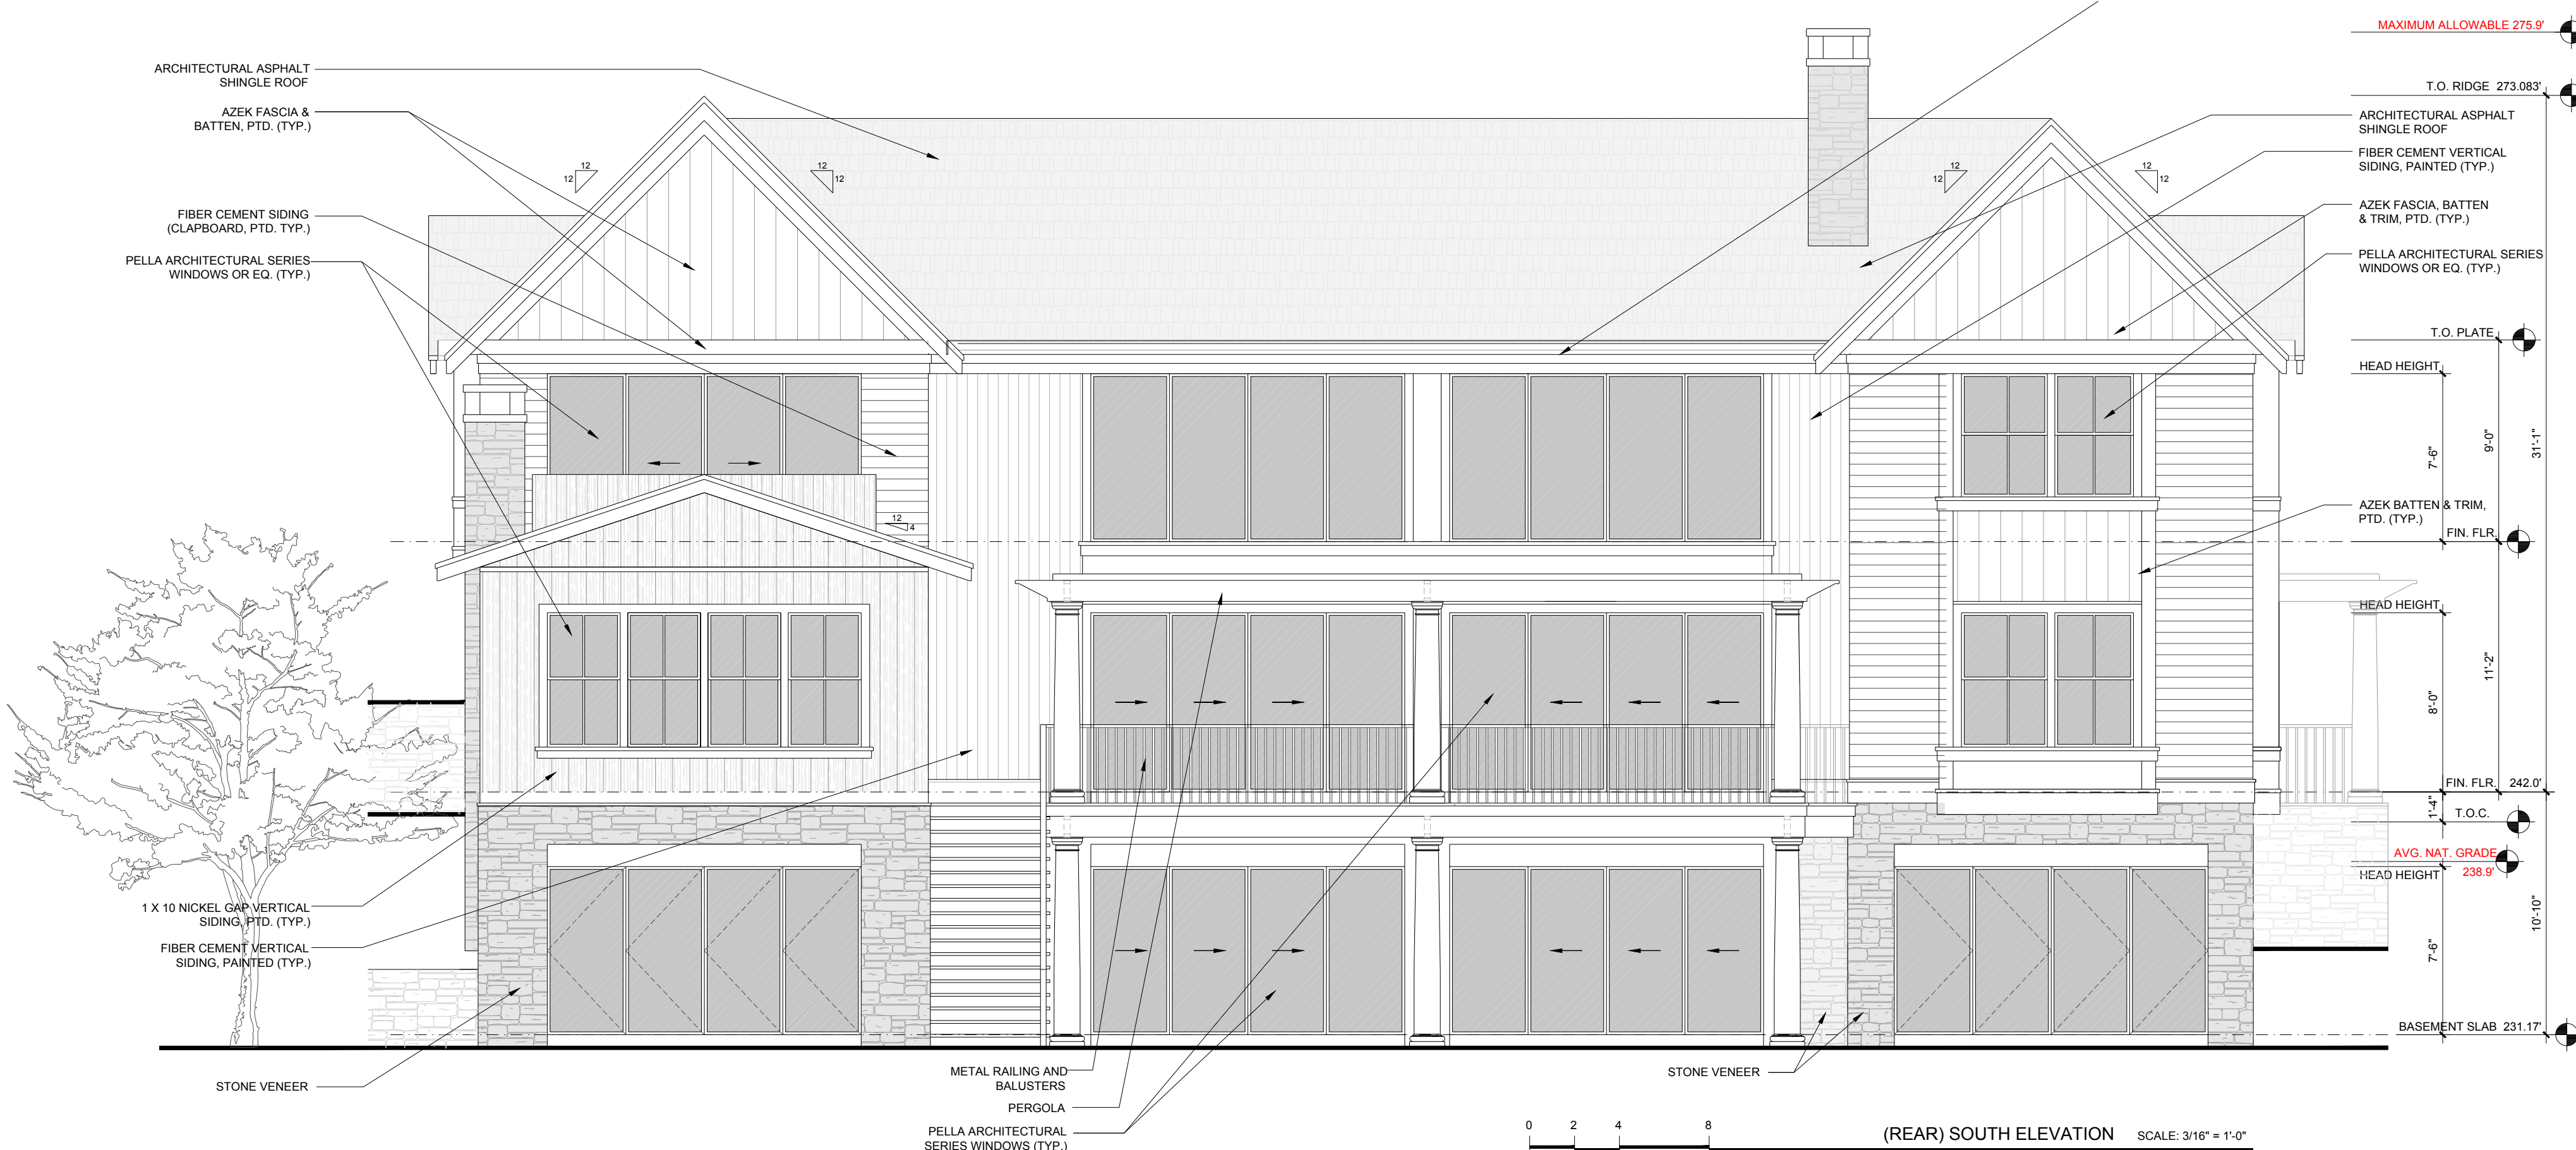 MAXIMUM ALLOWABLE 275.9'
T.O. RIDGE 273.083'
ARCHITECTURAL ASPHALT
SHINGLE ROOF
AZEK FASCIA &
BATTEN, PTD. (TYP.)
FIBER CEMENT SIDING
(CLAPBOARD, PTD. TYP.)
PELLA ARCHITECTURAL SERIES
WINDOWS OR EQ. (TYP.)
12
12
12
12
12
12
12
12
12
4
ARCHITECTURAL ASPHALT
SHINGLE ROOF
FIBER CEMENT VERTICAL
SIDING, PAINTED (TYP.)
AZEK FASCIA, BATTEN
& TRIM, PTD. (TYP.)
PELLA ARCHITECTURAL SERIES
WINDOWS OR EQ. (TYP.)
T.O. PLATE
HEAD HEIGHT
7'-6"
9'-0"
31'-1"
AZEK BATTEN & TRIM,
PTD. (TYP.)
FIN. FLR.
HEAD HEIGHT
8'-0"
11'-2"
FIN. FLR. 242.0'
1'-4"
T.O.C.
AVG. NAT. GRADE
238.9'
HEAD HEIGHT
7'-6"
10'-10"
BASEMENT SLAB 231.17'
1 X 10 NICKEL GAP VERTICAL
SIDING, PTD. (TYP.)
FIBER CEMENT VERTICAL
SIDING, PAINTED (TYP.)
STONE VENEER
METAL RAILING AND
BALUSTERS
PERGOLA
PELLA ARCHITECTURAL
SERIES WINDOWS (TYP.)
STONE VENEER
0 2 4 8
(REAR) SOUTH ELEVATION SCALE: 3/16" = 1'-0"